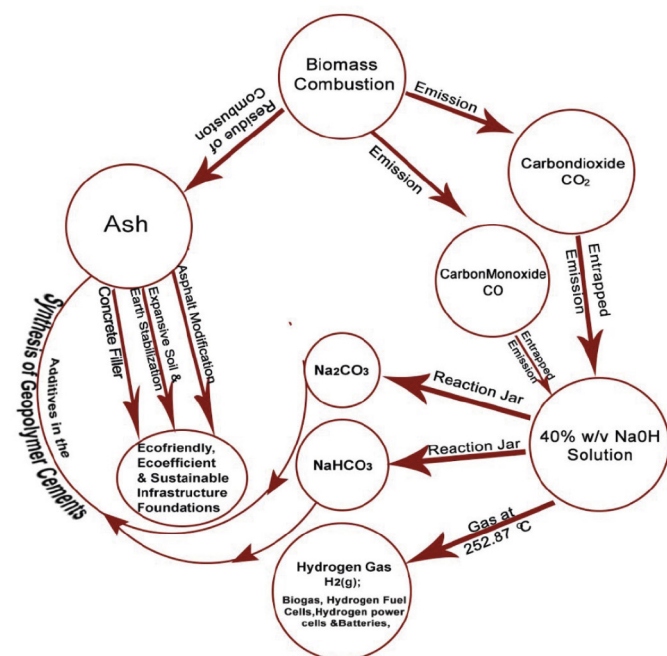 Biomass
Combustion
Residue of
Combuston
Emission
Emission
Carbondioxide
CO₂
Ash
CarbonMonoxide
CO
Entrapped
Emission
Entrapped
Emission
Concrete Filler
Expansive Soil &
Earth Stabilization
Asphalt Modification
Synthesis of Geopolymer Cements
Additives in the
Na₂CO₃
Reaction Jar
NaHCO₃
Reaction Jar
40% w/v Na0H
Solution
Ecofriendly,
Ecoefficient
& Sustainable
Infrastructure
Foundations
Gas at
252.87 °C
Hydrogen Gas
H2(g);
Biogas, Hydrogen Fuel
Cells,Hydrogen power
cells &Batteries,